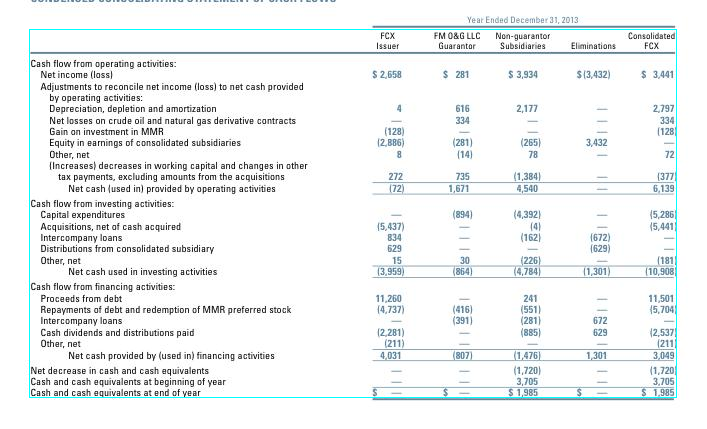 Year Ended December 31, 2013
FCX Issuer FM O&G LLC Guarantor Non-guarantor Subsidiaries Eliminations Consolidated FCX
Cash flow from operating activities:
Net income (loss) $ 2,658 $ 281 $ 3,934 $ (3,432) $ 3,441
Adjustments to reconcile net income (loss) to net cash provided
by operating activities:
Depreciation, depletion and amortization 4 616 2,177 — 2,797
Net losses on crude oil and natural gas derivative contracts — 334 — — 334
Gain on investment in MMR (128) — — — (128)
Equity in earnings of consolidated subsidiaries (2,886) (281) (265) 3,432 —
Other, net 8 (14) 78 — 72
(Increases) decreases in working capital and changes in other
tax payments, excluding amounts from the acquisitions 272 735 (1,384) — (377)
Net cash (used in) provided by operating activities (72) 1,671 4,540 — 6,139
Cash flow from investing activities:
Capital expenditures — (894) (4,392) — (5,286)
Acquisitions, net of cash acquired (5,437) — (4) — (5,441)
Intercompany loans 834 — (162) (672) —
Distributions from consolidated subsidiary 629 — — (629) —
Other, net 15 30 (226) — (181)
Net cash used in investing activities (3,959) (864) (4,784) (1,301) (10,908)
Cash flow from financing activities:
Proceeds from debt 11,260 — 241 — 11,501
Repayments of debt and redemption of MMR preferred stock (4,737) (416) (551) — (5,704)
Intercompany loans — (391) (281) 672 —
Cash dividends and distributions paid (2,281) — (885) 629 (2,537)
Other, net (211) — — — (211)
Net cash provided by (used in) financing activities 4,031 (807) (1,476) 1,301 3,049
Net decrease in cash and cash equivalents — — (1,720) — (1,720)
Cash and cash equivalents at beginning of year — — 3,705 — 3,705
Cash and cash equivalents at end of year $ — $ — $ 1,985 $ — $ 1,985